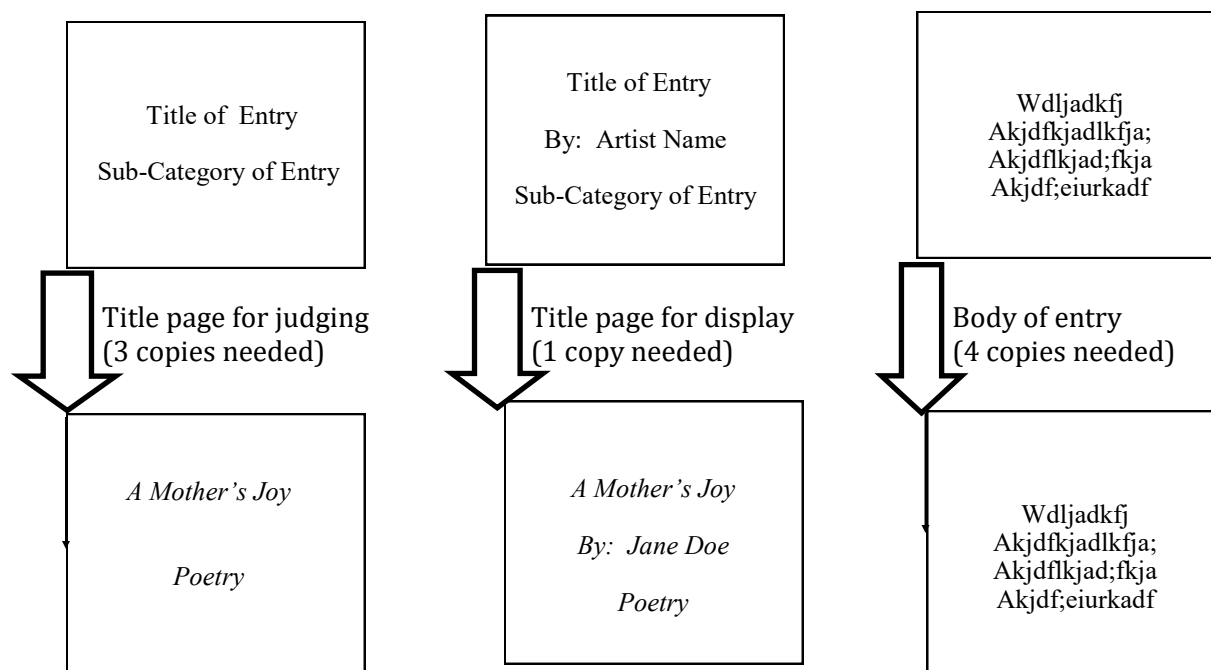 Title of Entry
Sub-Category of Entry
Title of Entry
By: Artist Name
Sub-Category of Entry
Wdljadkfj
Akjdfkjadlkfja;
Akjdflkjad;fkja
Akjdf;eiurkadf
Title page for judging
(3 copies needed)
Title page for display
(1 copy needed)
Body of entry
(4 copies needed)
A Mother’s Joy
Poetry
A Mother’s Joy
By: Jane Doe
Poetry
Wdljadkfj
Akjdfkjadlkfja;
Akjdflkjad;fkja
Akjdf;eiurkadf